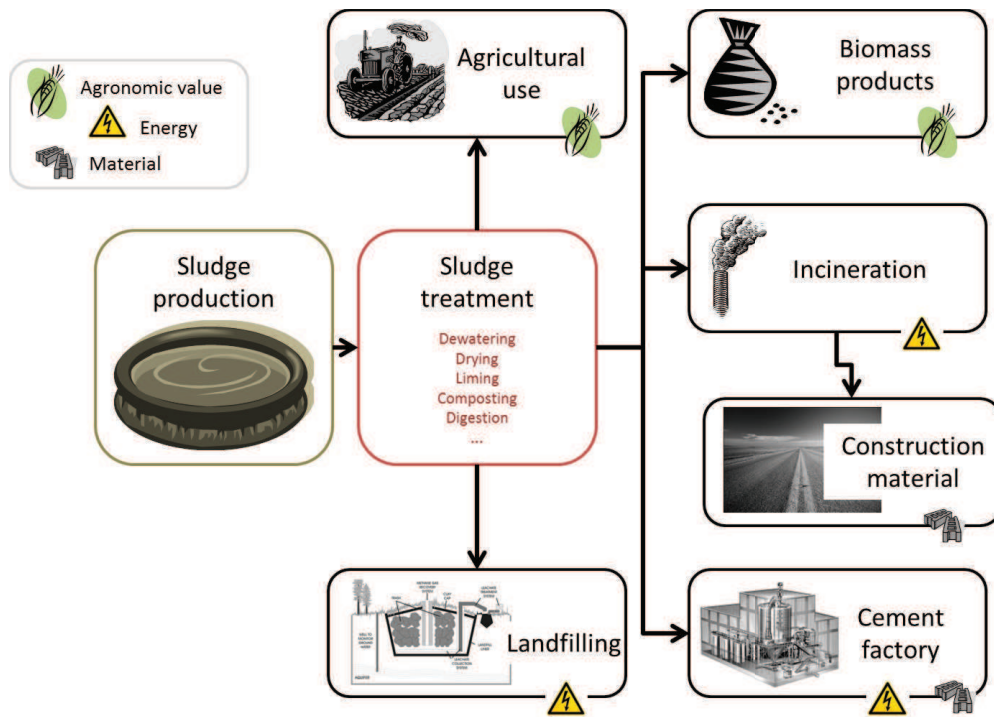 Agronomic value
Energy
Material
Agricultural
use
Biomass
products
Sludge
production
Sludge
treatment
Dewatering
Drying
Liming
Composting
Digestion
...
Incineration
Construction
material
Landfilling
Cement
factory